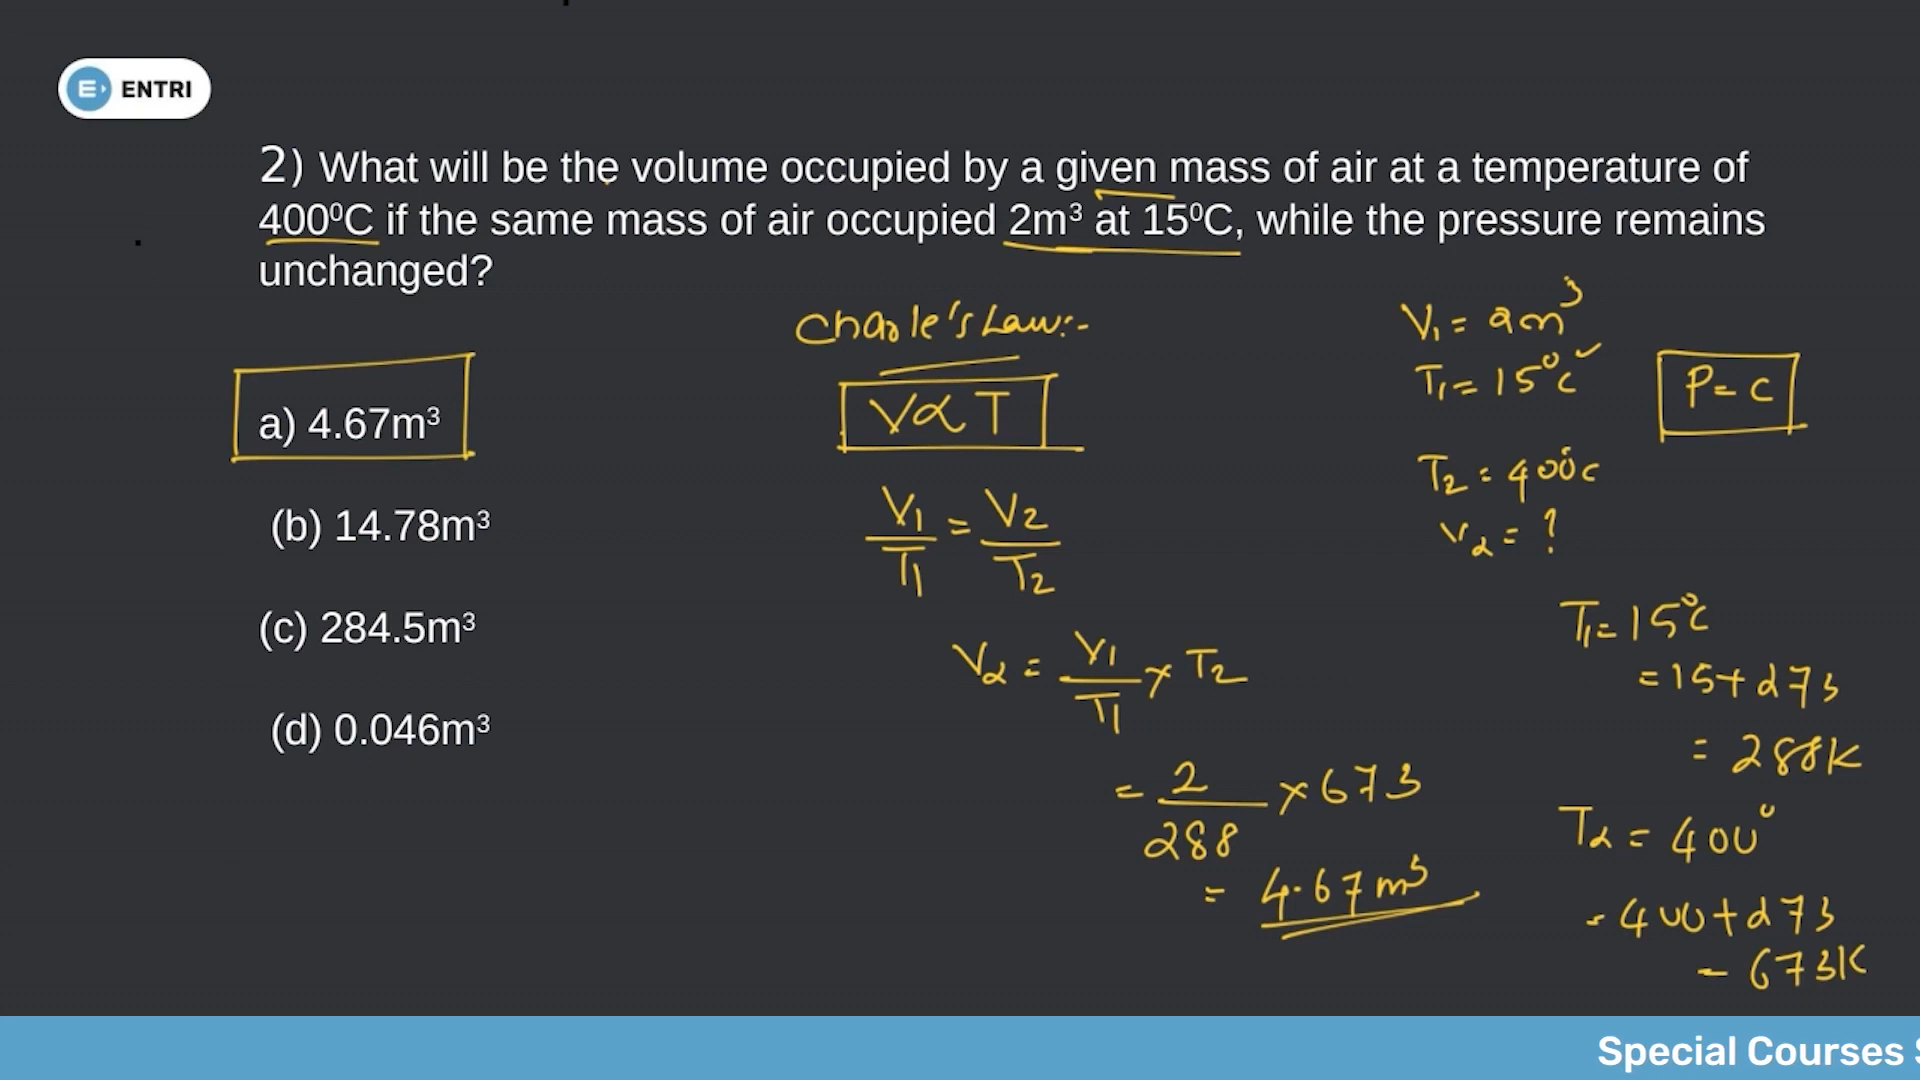 ENTRI
2) What will be the volume occupied by a given mass of air at a temperature of
400⁰C if the same mass of air occupied 2m³ at 15⁰C, while the pressure remains
unchanged?
a) 4.67m³
(b) 14.78m³
(c) 284.5m³
(d) 0.046m³
Charle's Law:-
V∝T
V1/T1 = V2/T2
V2 = V1/T1 × T2
= 2/288 × 673
= 4.67m³
V1 = 2m³
T1 = 15°C
P = C
T2 = 400°C
V2 = ?
T1 = 15°C
= 15+273
= 288K
T2 = 400°
= 400+273
= 673K
Special Courses